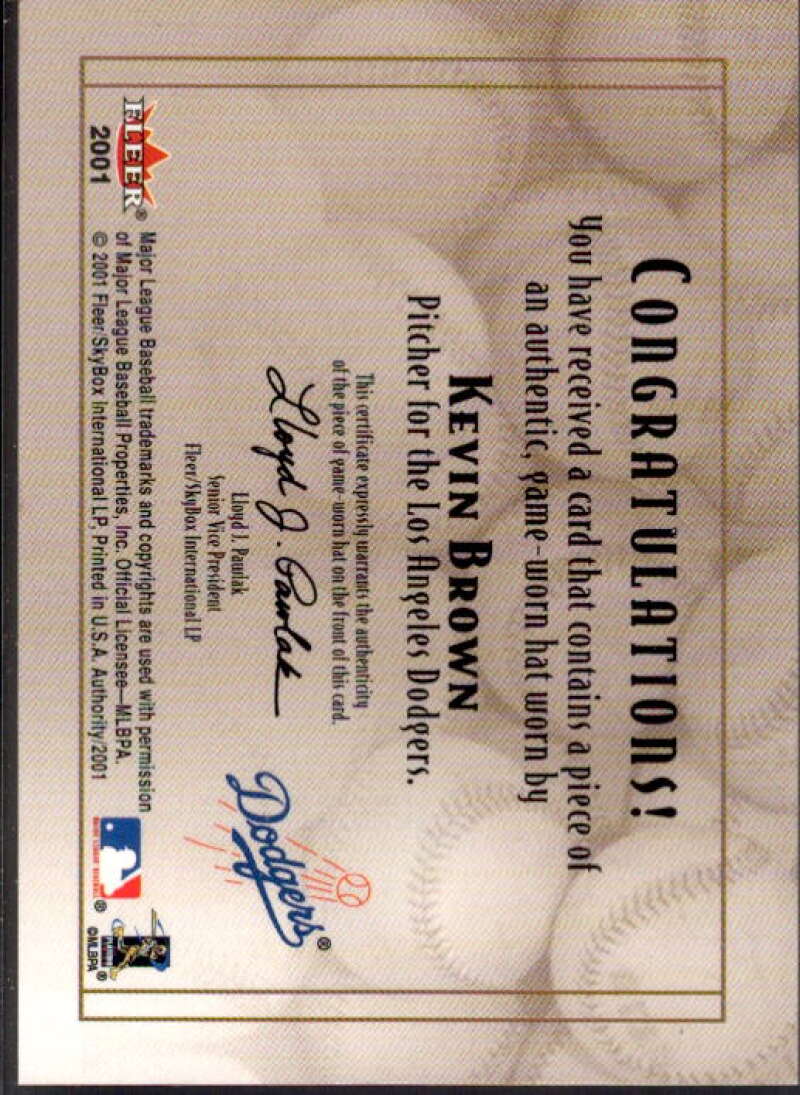 CONGRATULATIONS!
You have received a card that contains a piece of
an authentic, game-worn hat worn by
KEVIN BROWN
Pitcher for the Los Angeles Dodgers.
This certificate expressly warrants the authenticity
of the piece of game-worn hat on the front of this card.
Lloyd J. Pawlak
Lloyd J. Pawlak
Senior Vice President
Fleer/SkyBox International LP
Dodgers®
FLEER®
2001
Major League Baseball trademarks and copyrights are used with permission
of Major League Baseball Properties, Inc. Official Licensee—MLBPA.
© 2001 Fleer/SkyBox International LP, Printed in U.S.A. Authority/2001
MAJOR LEAGUE BASEBALL ®
®
©MLBPA